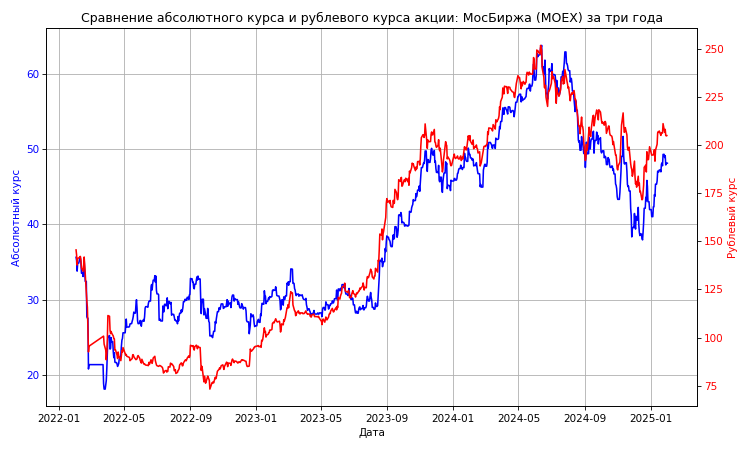 Сравнение абсолютного курса и рублевого курса акции: МосБиржа (MOEX) за три года
Абсолютный курс
60
50
40
30
20
250
225
200
175
150
125
100
75
Рублевый курс
2022-01 2022-05 2022-09 2023-01 2023-05 2023-09 2024-01 2024-05 2024-09 2025-01
Дата